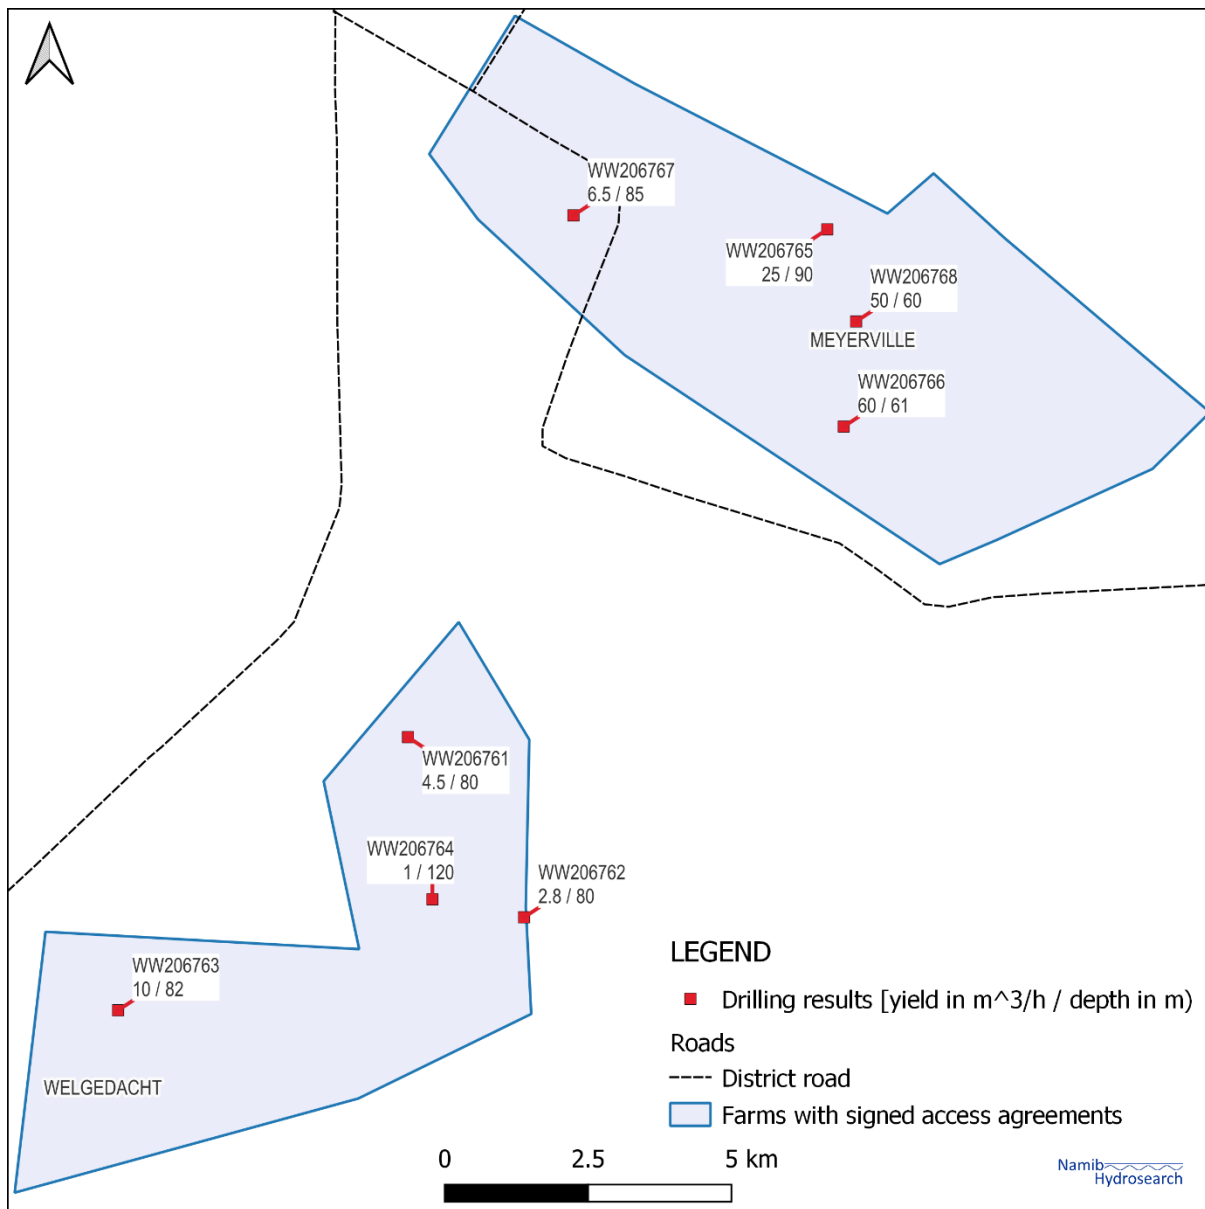 WW206767
6.5 / 85
WW206765
25 / 90
WW206768
50 / 60
MEYERVILLE
WW206766
60 / 61
WW206761
4.5 / 80
WW206764
1 / 120
WW206762
2.8 / 80
WW206763
10 / 82
WELGEDACHT
LEGEND
Drilling results [yield in m^3/h / depth in m)
Roads
District road
Farms with signed access agreements
0 2.5 5 km
Namib
Hydrosearch